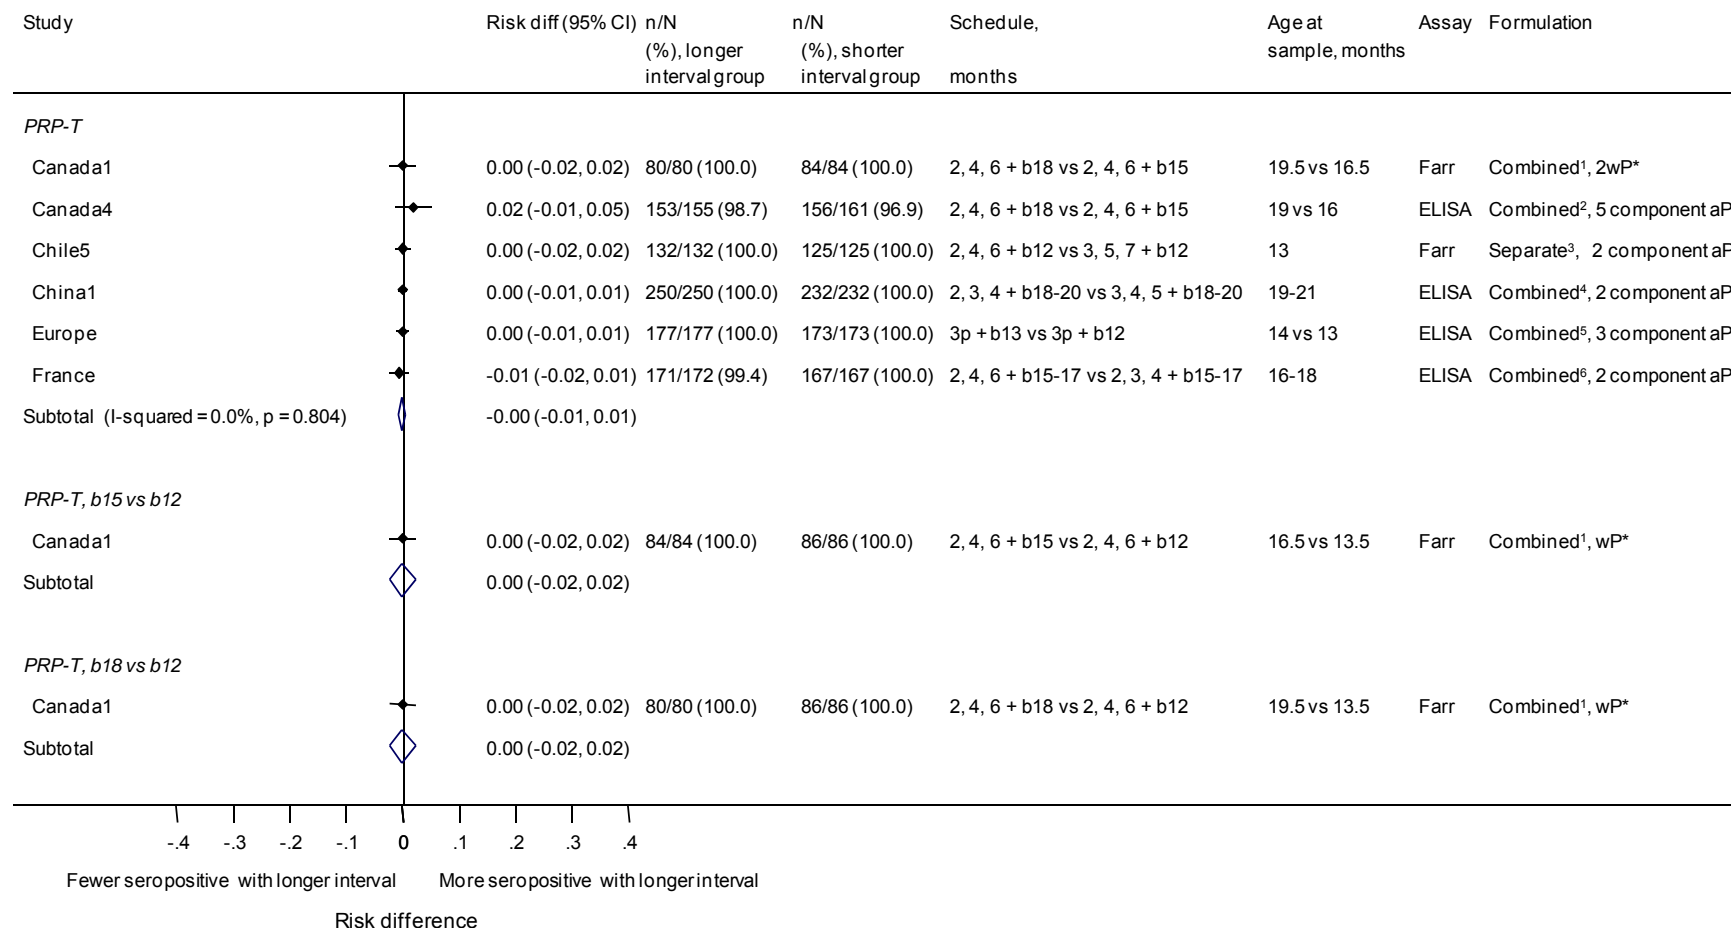 Study Risk diff (95% CI) n/N n/N Schedule, Age at Assay Formulation
(%), longer (%), shorter sample, months
interval group interval group months
PRP-T
Canada1 0.00 (-0.02, 0.02) 80/80 (100.0) 84/84 (100.0) 2, 4, 6 + b18 vs 2, 4, 6 + b15 19.5 vs 16.5 Farr Combined¹, 2wP*
Canada4 0.02 (-0.01, 0.05) 153/155 (98.7) 156/161 (96.9) 2, 4, 6 + b18 vs 2, 4, 6 + b15 19 vs 16 ELISA Combined², 5 component aP
Chile5 0.00 (-0.02, 0.02) 132/132 (100.0) 125/125 (100.0) 2, 4, 6 + b12 vs 3, 5, 7 + b12 13 Farr Separate³, 2 component aP
China1 0.00 (-0.01, 0.01) 250/250 (100.0) 232/232 (100.0) 2, 3, 4 + b18-20 vs 3, 4, 5 + b18-20 19-21 ELISA Combined⁴, 2 component aP
Europe 0.00 (-0.01, 0.01) 177/177 (100.0) 173/173 (100.0) 3p + b13 vs 3p + b12 14 vs 13 ELISA Combined⁵, 3 component aP
France -0.01 (-0.02, 0.01) 171/172 (99.4) 167/167 (100.0) 2, 4, 6 + b15-17 vs 2, 3, 4 + b15-17 16-18 ELISA Combined⁶, 2 component aP
Subtotal (I-squared = 0.0%, p = 0.804) -0.00 (-0.01, 0.01)
PRP-T, b15 vs b12
Canada1 0.00 (-0.02, 0.02) 84/84 (100.0) 86/86 (100.0) 2, 4, 6 + b15 vs 2, 4, 6 + b12 16.5 vs 13.5 Farr Combined¹, wP*
Subtotal 0.00 (-0.02, 0.02)
PRP-T, b18 vs b12
Canada1 0.00 (-0.02, 0.02) 80/80 (100.0) 86/86 (100.0) 2, 4, 6 + b18 vs 2, 4, 6 + b12 19.5 vs 13.5 Farr Combined¹, wP*
Subtotal 0.00 (-0.02, 0.02)
-.4 -.3 -.2 -.1 0 .1 .2 .3 .4
Fewer seropositive with longer interval More seropositive with longer interval
Risk difference